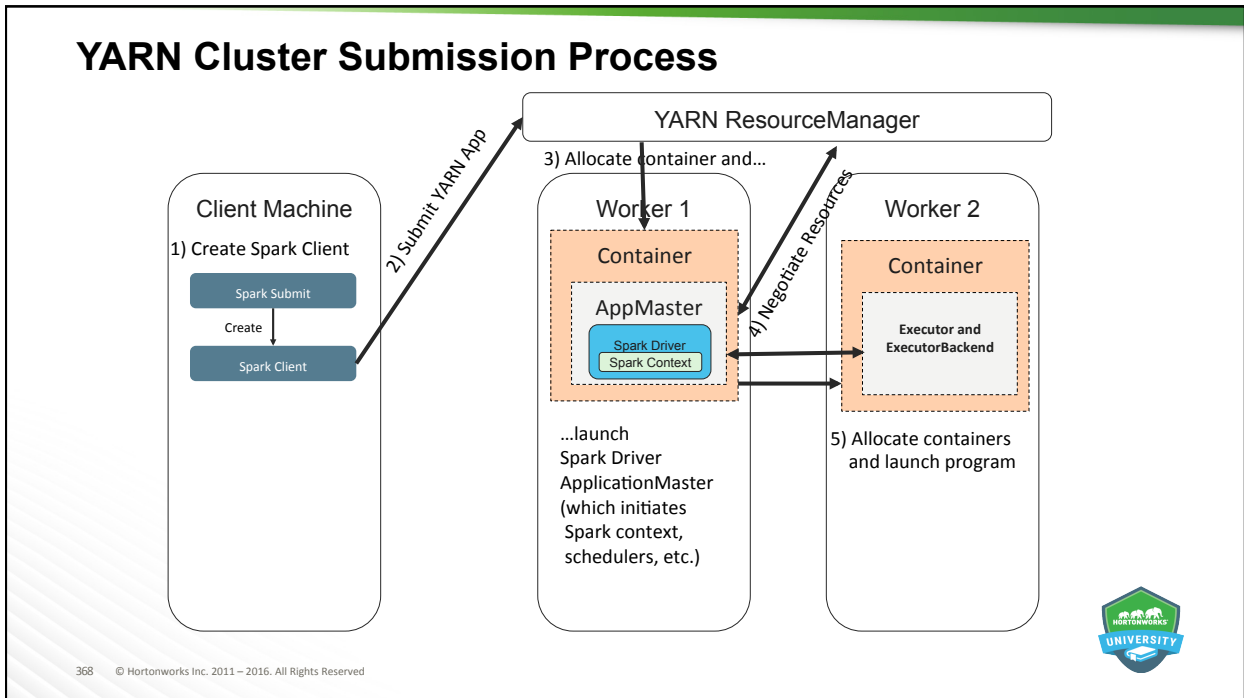 YARN Cluster Submission Process
YARN ResourceManager
2) Submit YARN App
3) Allocate container and…
4) Negotiate Resources
Client Machine
1) Create Spark Client
Spark Submit
Create
Spark Client
Worker 1
Container
AppMaster
Spark Driver
Spark Context
…launch
Spark Driver
ApplicationMaster
(which initiates
Spark context,
schedulers, etc.)
Worker 2
Container
Executor and
ExecutorBackend
5) Allocate containers
and launch program
HORTONWORKS
UNIVERSITY
368 © Hortonworks Inc. 2011 – 2016. All Rights Reserved